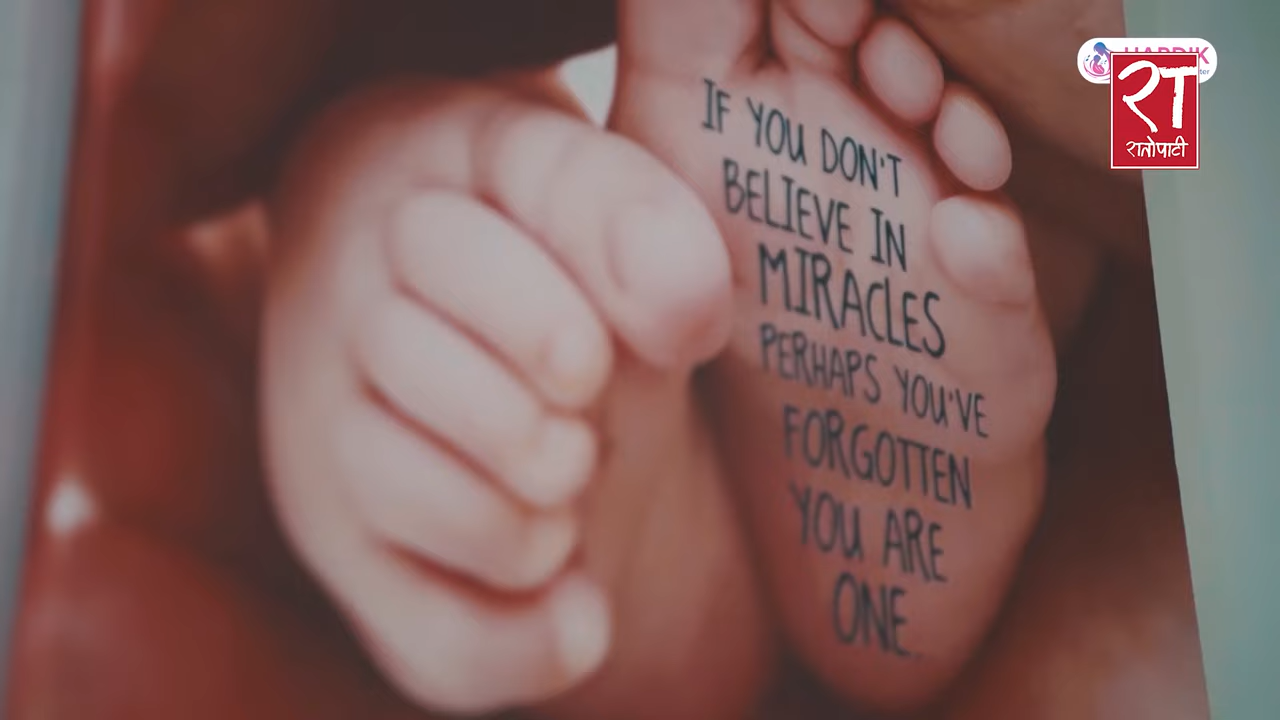 IF YOU DON'T
BELIEVE IN
MIRACLES
PERHAPS YOU'VE
FORGOTTEN
YOU ARE
ONE.
रा
रातोपाटी